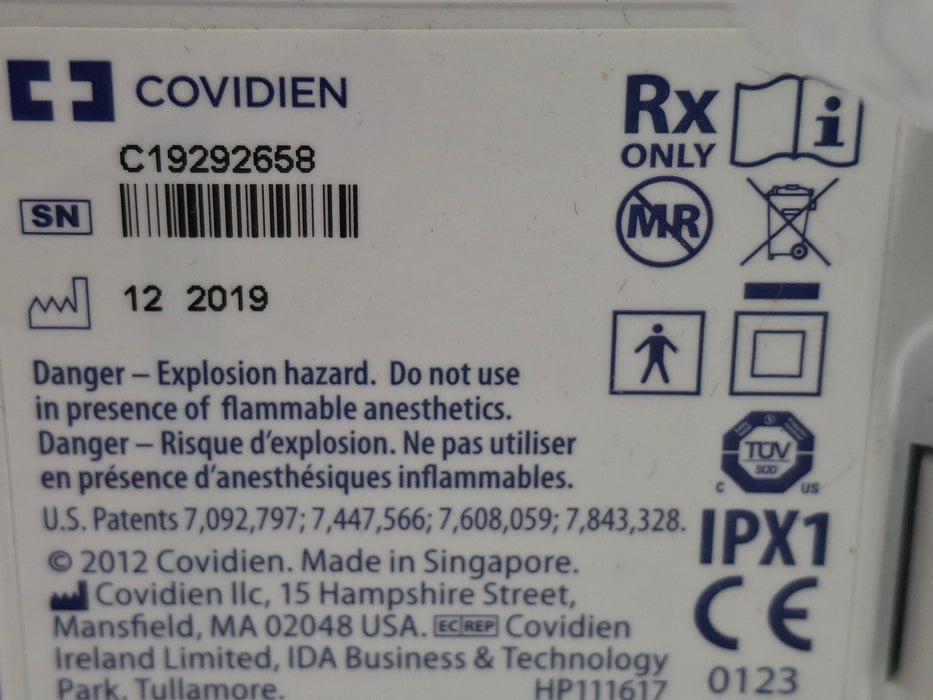 COVIDIEN
C19292658
SN
12 2019
Rx
ONLY
i
MR
Danger – Explosion hazard. Do not use
in presence of flammable anesthetics.
Danger – Risque d'explosion. Ne pas utiliser
en présence d'anesthésiques inflammables.
TÜV
SÜD
C US
U.S. Patents 7,092,797; 7,447,566; 7,608,059; 7,843,328.
IPX1
© 2012 Covidien. Made in Singapore.
Covidien llc, 15 Hampshire Street,
Mansfield, MA 02048 USA. EC REP Covidien
Ireland Limited, IDA Business & Technology
Park, Tullamore. HP111617
CE
0123